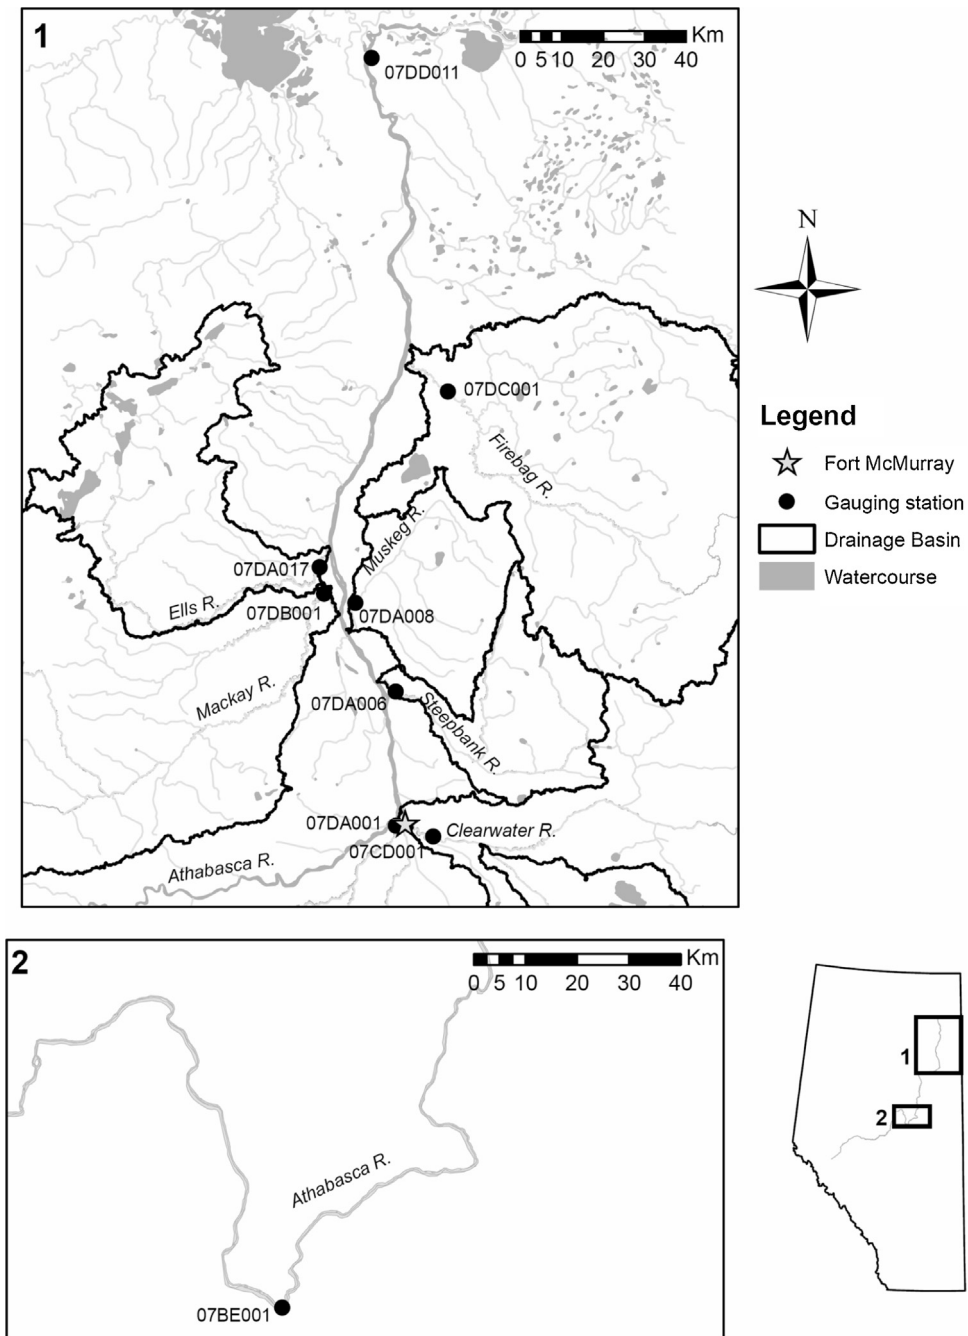 1
Km
0 5 10 20 30 40
07DD011
N
07DC001
Firebag R.
Muskeg R.
07DA017
Ells R.
07DB001
07DA008
Mackay R.
07DA006
Steepbank R.
07DA001
Clearwater R.
07CD001
Athabasca R.
Legend
Fort McMurray
Gauging station
Drainage Basin
Watercourse
2
Km
0 5 10 20 30 40
Athabasca R.
07BE001
1
2